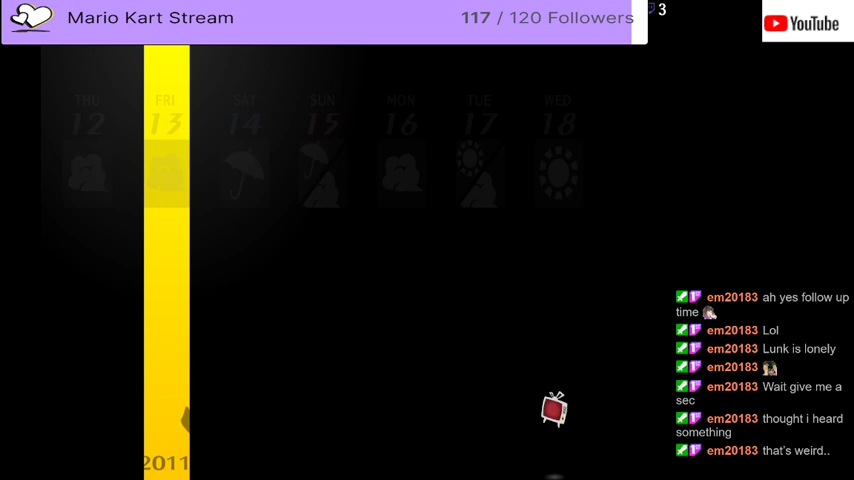 Mario Kart Stream
117 / 120 Followers
3
YouTube
THU FRI SAT SUN MON TUE WED
12 13 14 15 16 17 18
2011
em20183 ah yes follow up
time
em20183 Lol
em20183 Lunk is lonely
em20183
em20183 Wait give me a
sec
em20183 thought i heard
something
em20183 that's weird..